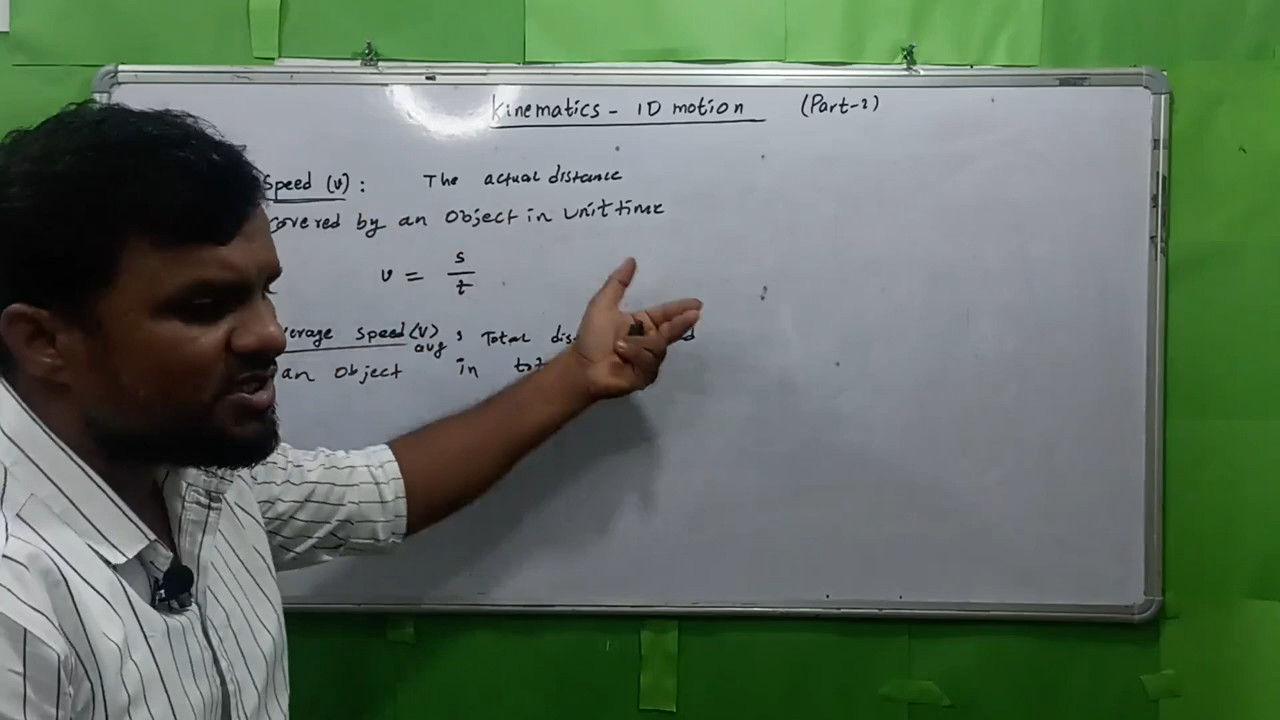 Kinematics - 1D motion (Part-2)
Speed (v) : The actual distance
covered by an object in unit time
v = s
t
average speed (v) avg : Total
an object in